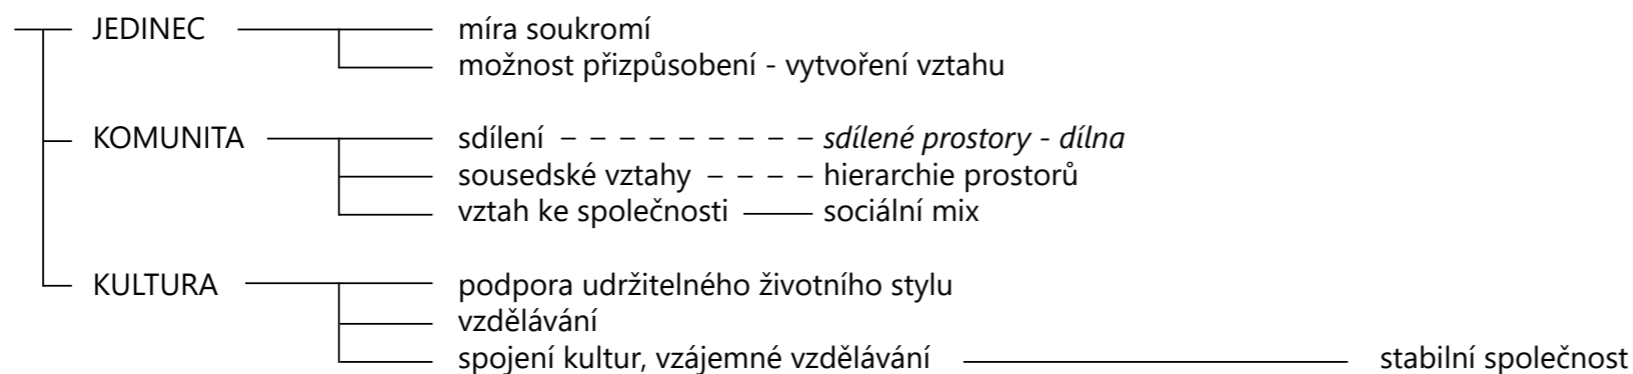 JEDINEC míra soukromí
možnost přizpůsobení - vytvoření vztahu
KOMUNITA sdílení sdílené prostory - dílna
sousedské vztahy hierarchie prostorů
vztah ke společnosti sociální mix
KULTURA podpora udržitelného životního stylu
vzdělávání
spojení kultur, vzájemné vzdělávání stabilní společnost